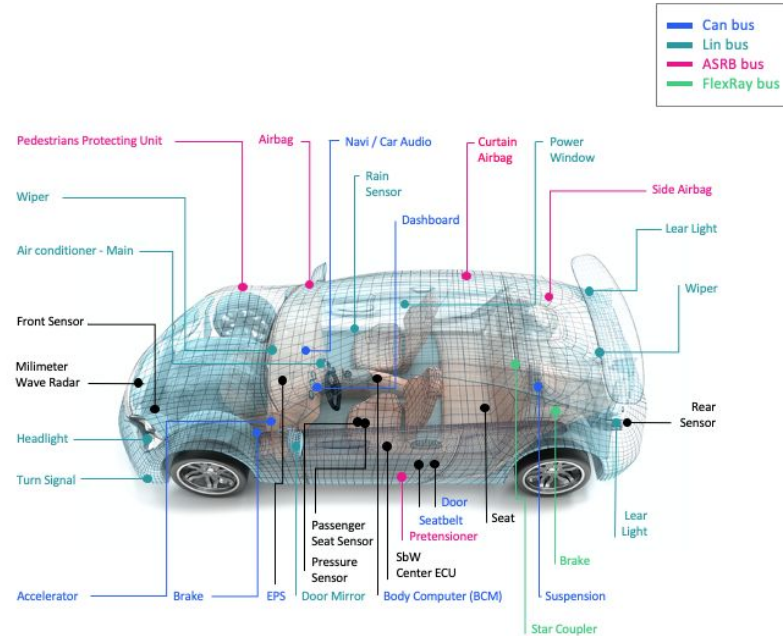 Can bus
Lin bus
ASRB bus
FlexRay bus
Pedestrians Protecting Unit
Airbag
Navi / Car Audio
Curtain
Airbag
Power
Window
Rain
Sensor
Side Airbag
Wiper
Dashboard
Lear Light
Air conditioner - Main
Wiper
Front Sensor
Milimeter
Wave Radar
Rear
Sensor
Headlight
Turn Signal
Door
Seatbelt
Pretensioner
Seat
Passenger
Seat Sensor
Lear
Light
Pressure
Sensor
SbW
Center ECU
Brake
Accelerator
Brake
EPS
Door Mirror
Body Computer (BCM)
Suspension
Star Coupler